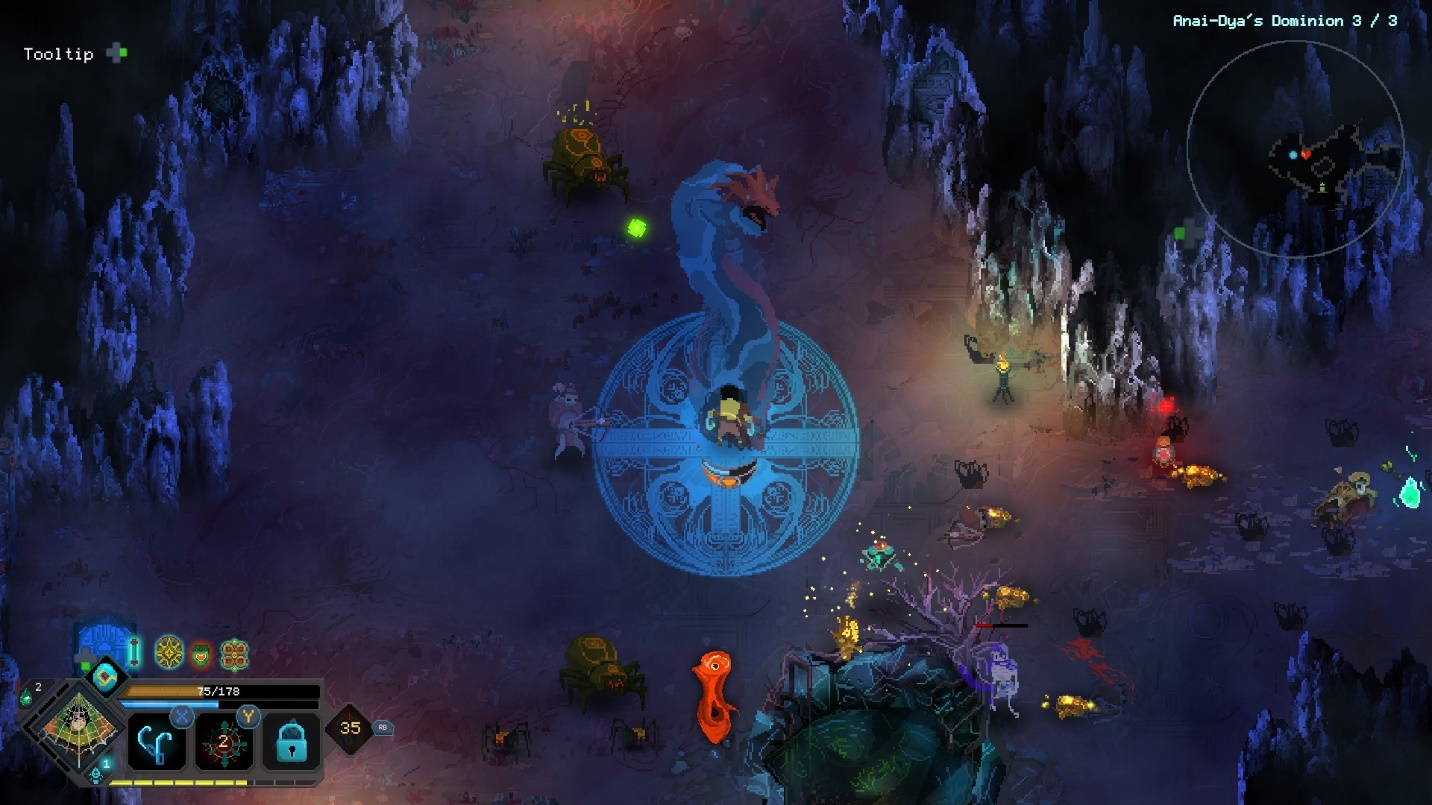 Anai-Dya's Dominion 3 / 3
Tooltip
2
75/178
X
Y
2
35
RB
1